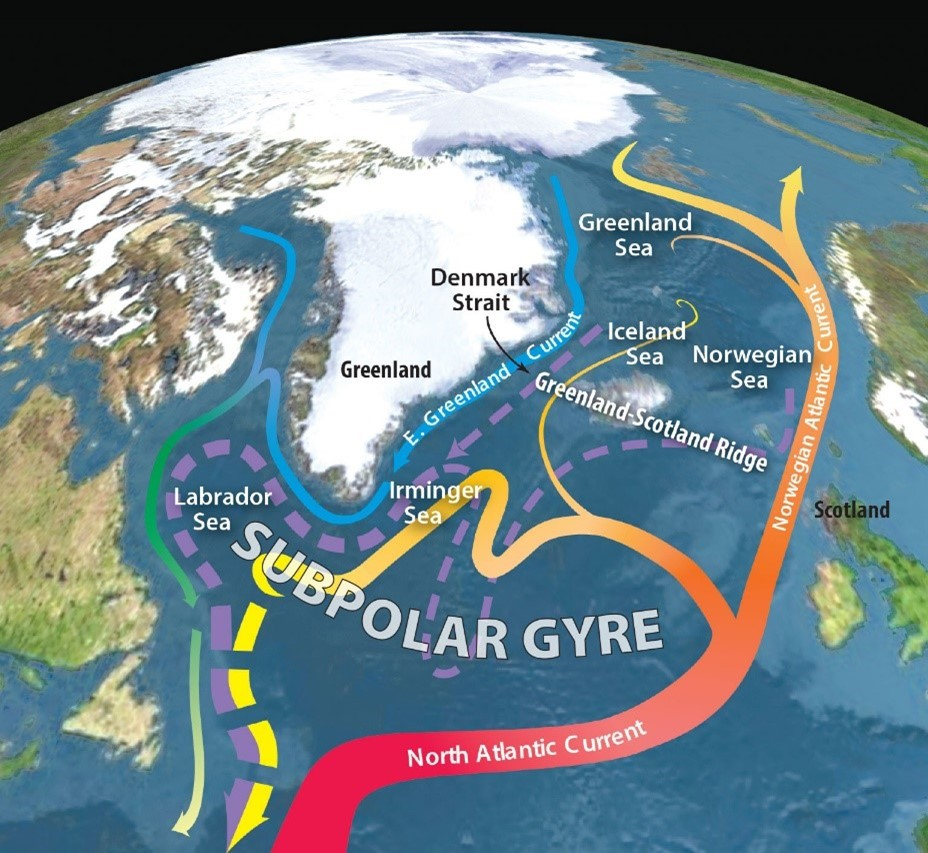 Greenland
Sea
Denmark
Strait
Iceland
Sea
Norwegian
Sea
Greenland
E. Greenland Current
Greenland-Scotland Ridge
Norwegian Atlantic Current
Labrador
Sea
Irminger
Sea
Scotland
SUBPOLAR GYRE
North Atlantic Current